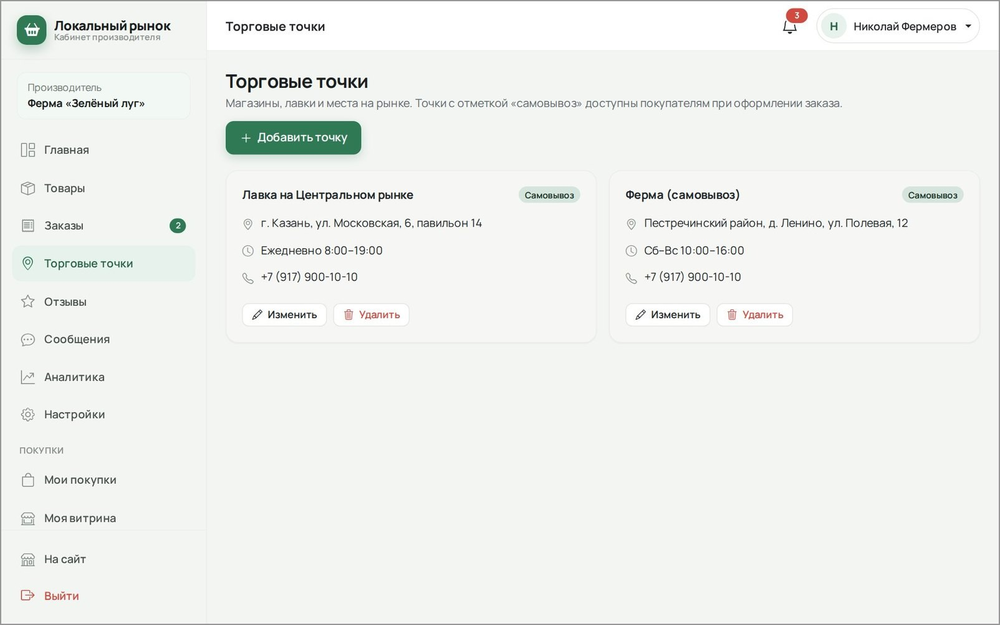 Локальный рынок
Кабинет производителя
Производитель
Ферма «Зелёный луг»
Главная
Товары
Заказы
2
Торговые точки
Отзывы
Сообщения
Аналитика
Настройки
ПОКУПКИ
Мои покупки
Моя витрина
На сайт
Выйти
Торговые точки
3
Н
Николай Фермеров
Торговые точки
Магазины, лавки и места на рынке. Точки с отметкой «самовывоз» доступны покупателям при оформлении заказа.
+ Добавить точку
Лавка на Центральном рынке
Самовывоз
г. Казань, ул. Московская, 6, павильон 14
Ежедневно 8:00–19:00
+7 (917) 900-10-10
Изменить
Удалить
Ферма (самовывоз)
Самовывоз
Пестречинский район, д. Ленино, ул. Полевая, 12
Сб–Вс 10:00–16:00
+7 (917) 900-10-10
Изменить
Удалить